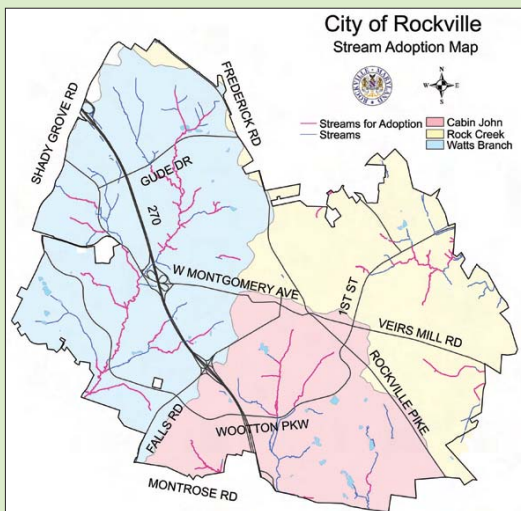 City of Rockville
Stream Adoption Map
ROCKVILLE
MARYLAND
N
W E
S
Streams for Adoption
Streams
Cabin John
Rock Creek
Watts Branch
SHADY GROVE RD
FREDERICK RD
GUDE DR
270
W MONTGOMERY AVE
1ST ST
VEIRS MILL RD
ROCKVILLE PIKE
FALLS RD
WOOTTON PKW
MONTROSE RD